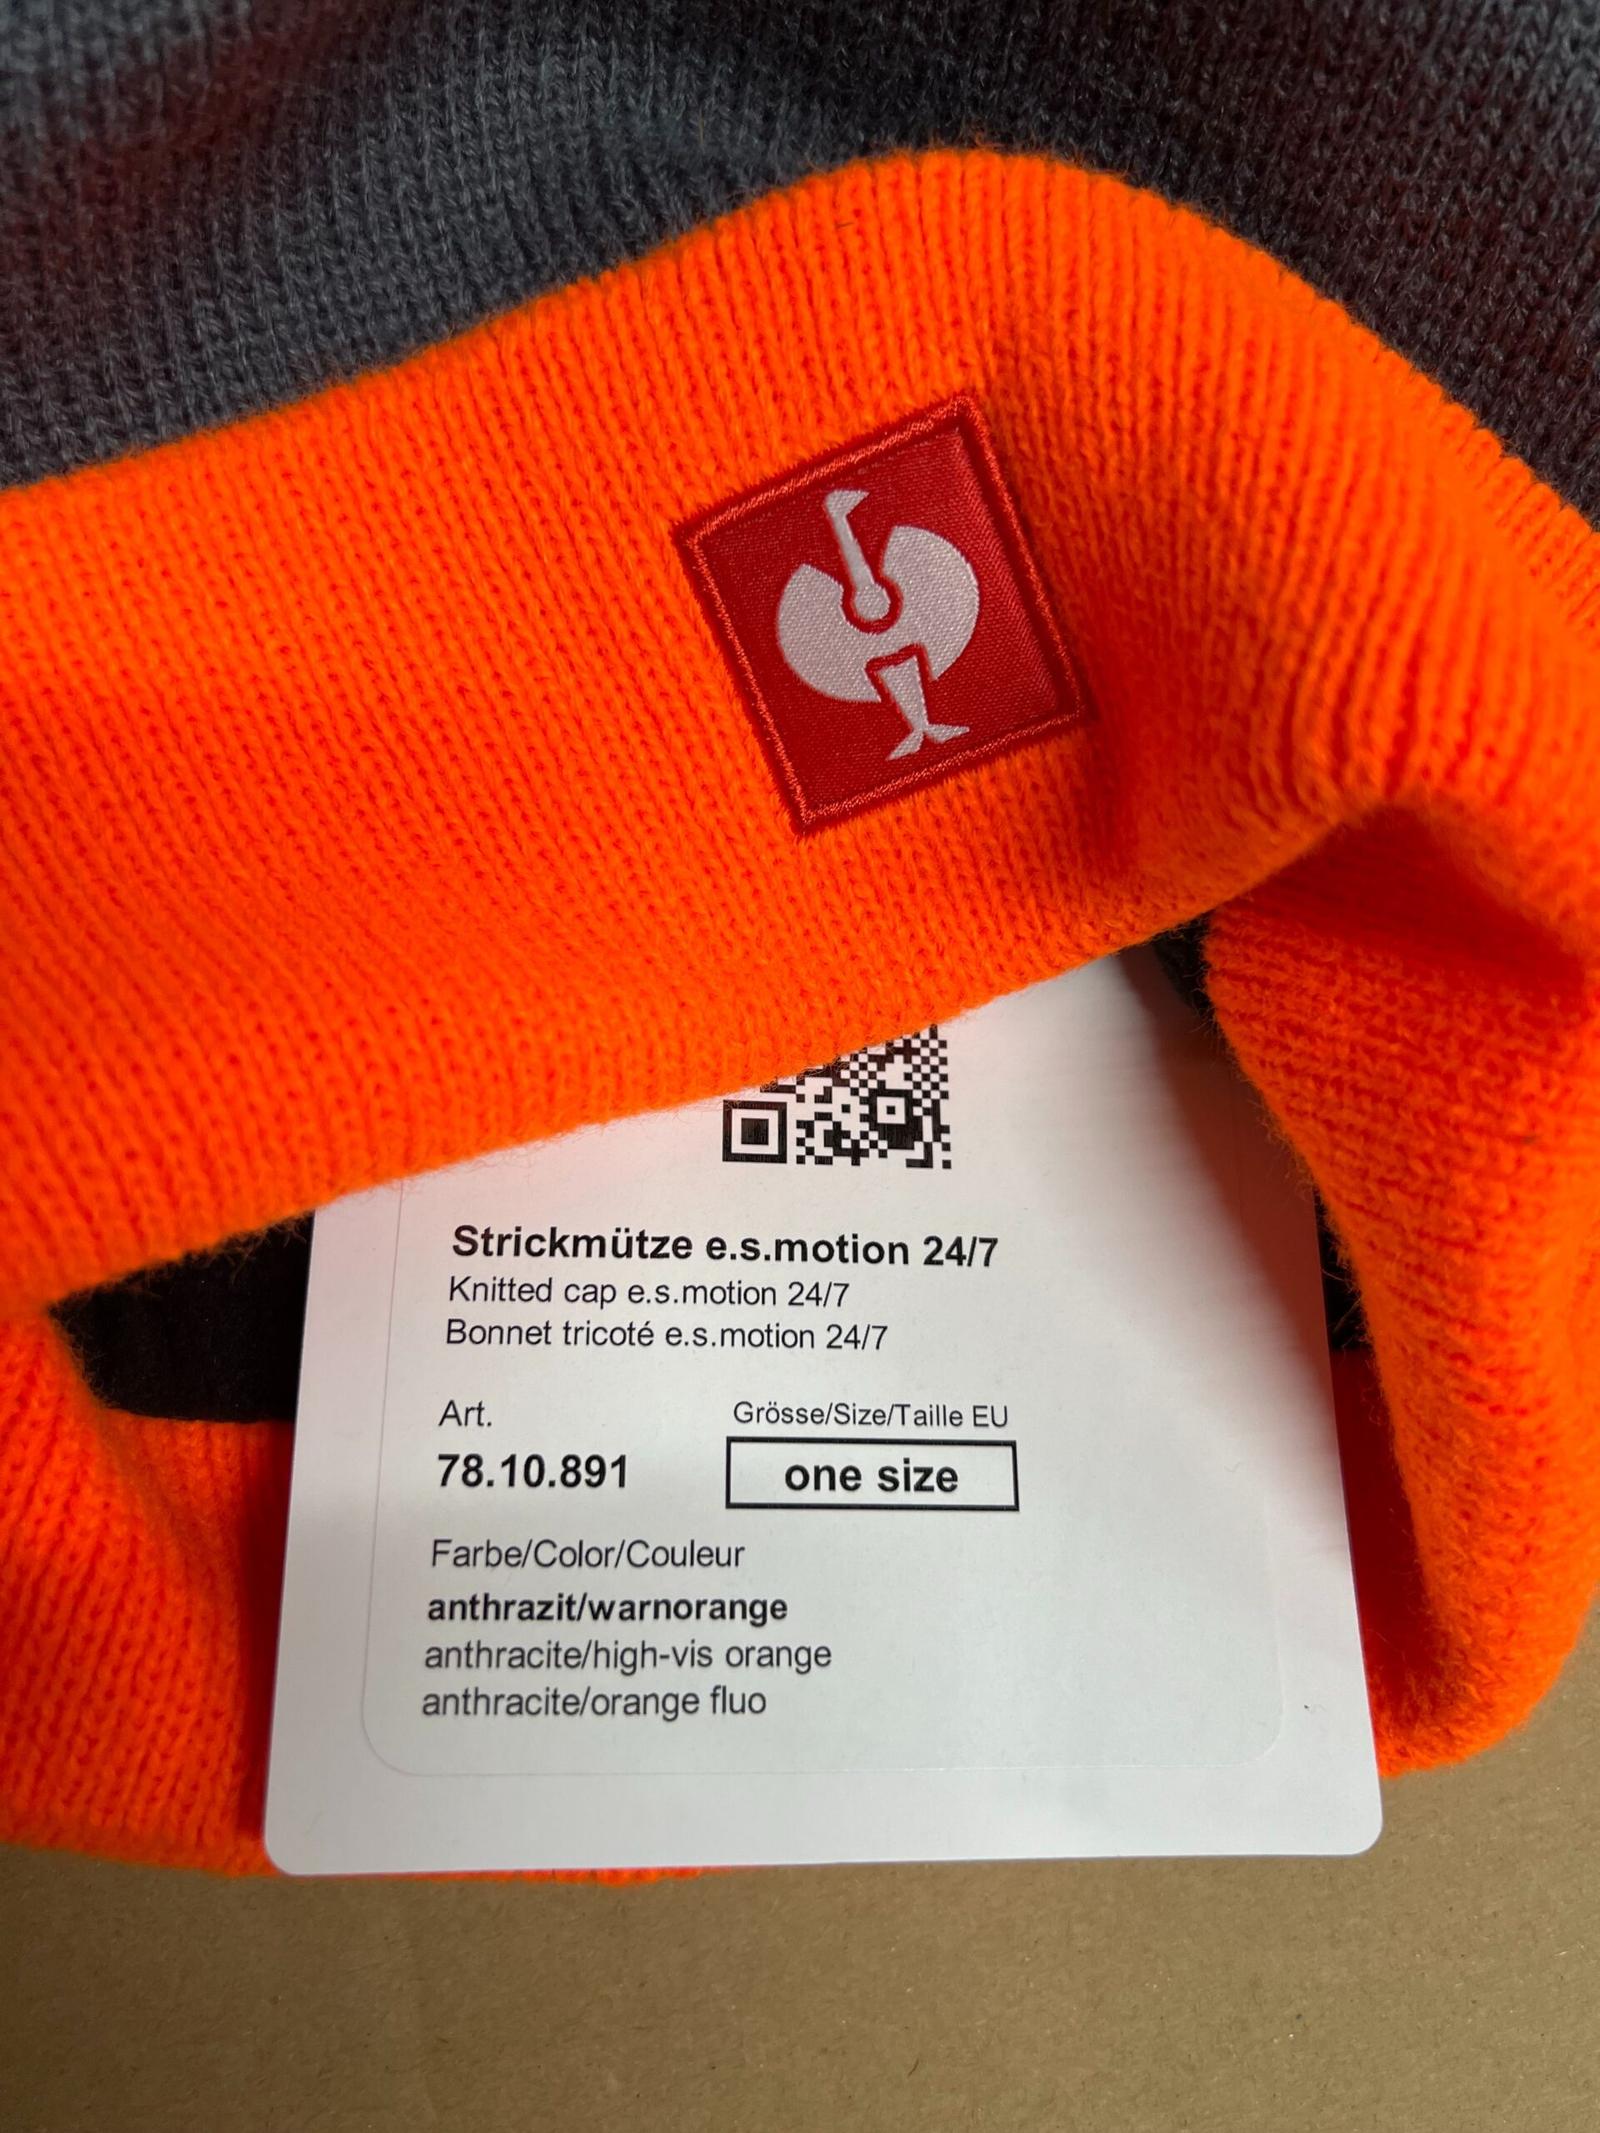 Strickmütze e.s.motion 24/7
Knitted cap e.s.motion 24/7
Bonnet tricoté e.s.motion 24/7
Art.
Grösse/Size/Taille EU
78.10.891
one size
Farbe/Color/Couleur
anthrazit/warnorange
anthracite/high-vis orange
anthracite/orange fluo